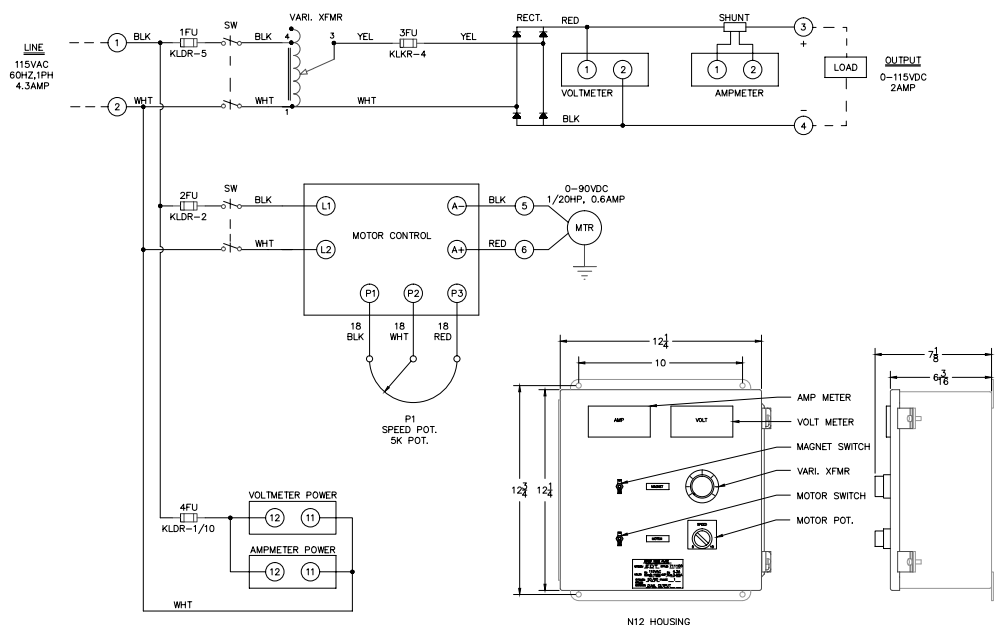 LINE
115VAC
60HZ,1PH
4.3AMP
1
BLK
1FU
KLDR-5
SW
BLK
VARI. XFMR
4
3
1
YEL
3FU
KLKR-4
YEL
RECT.
RED
1
2
VOLTMETER
SHUNT
1
2
AMPMETER
3
+
LOAD
OUTPUT
0-115VDC
2AMP
2
WHT
WHT
WHT
BLK
-
4
2FU
KLDR-2
SW
BLK
WHT
L1
L2
MOTOR CONTROL
A-
A+
BLK
RED
5
6
0-90VDC
1/20HP, 0.6AMP
MTR
P1
P2
P3
18
BLK
18
WHT
18
RED
P1
SPEED POT.
5K POT.
4FU
KLDR-1/10
VOLTMETER POWER
12
11
AMPMETER POWER
12
11
WHT
12 1/4
10
12 3/4
12 1/4
AMP
VOLT
MAGNET
MOTOR
SPEED
7 1/8
6 3/16
AMP METER
VOLT METER
MAGNET SWITCH
VARI. XFMR
MOTOR SWITCH
MOTOR POT.
N12 HOUSING